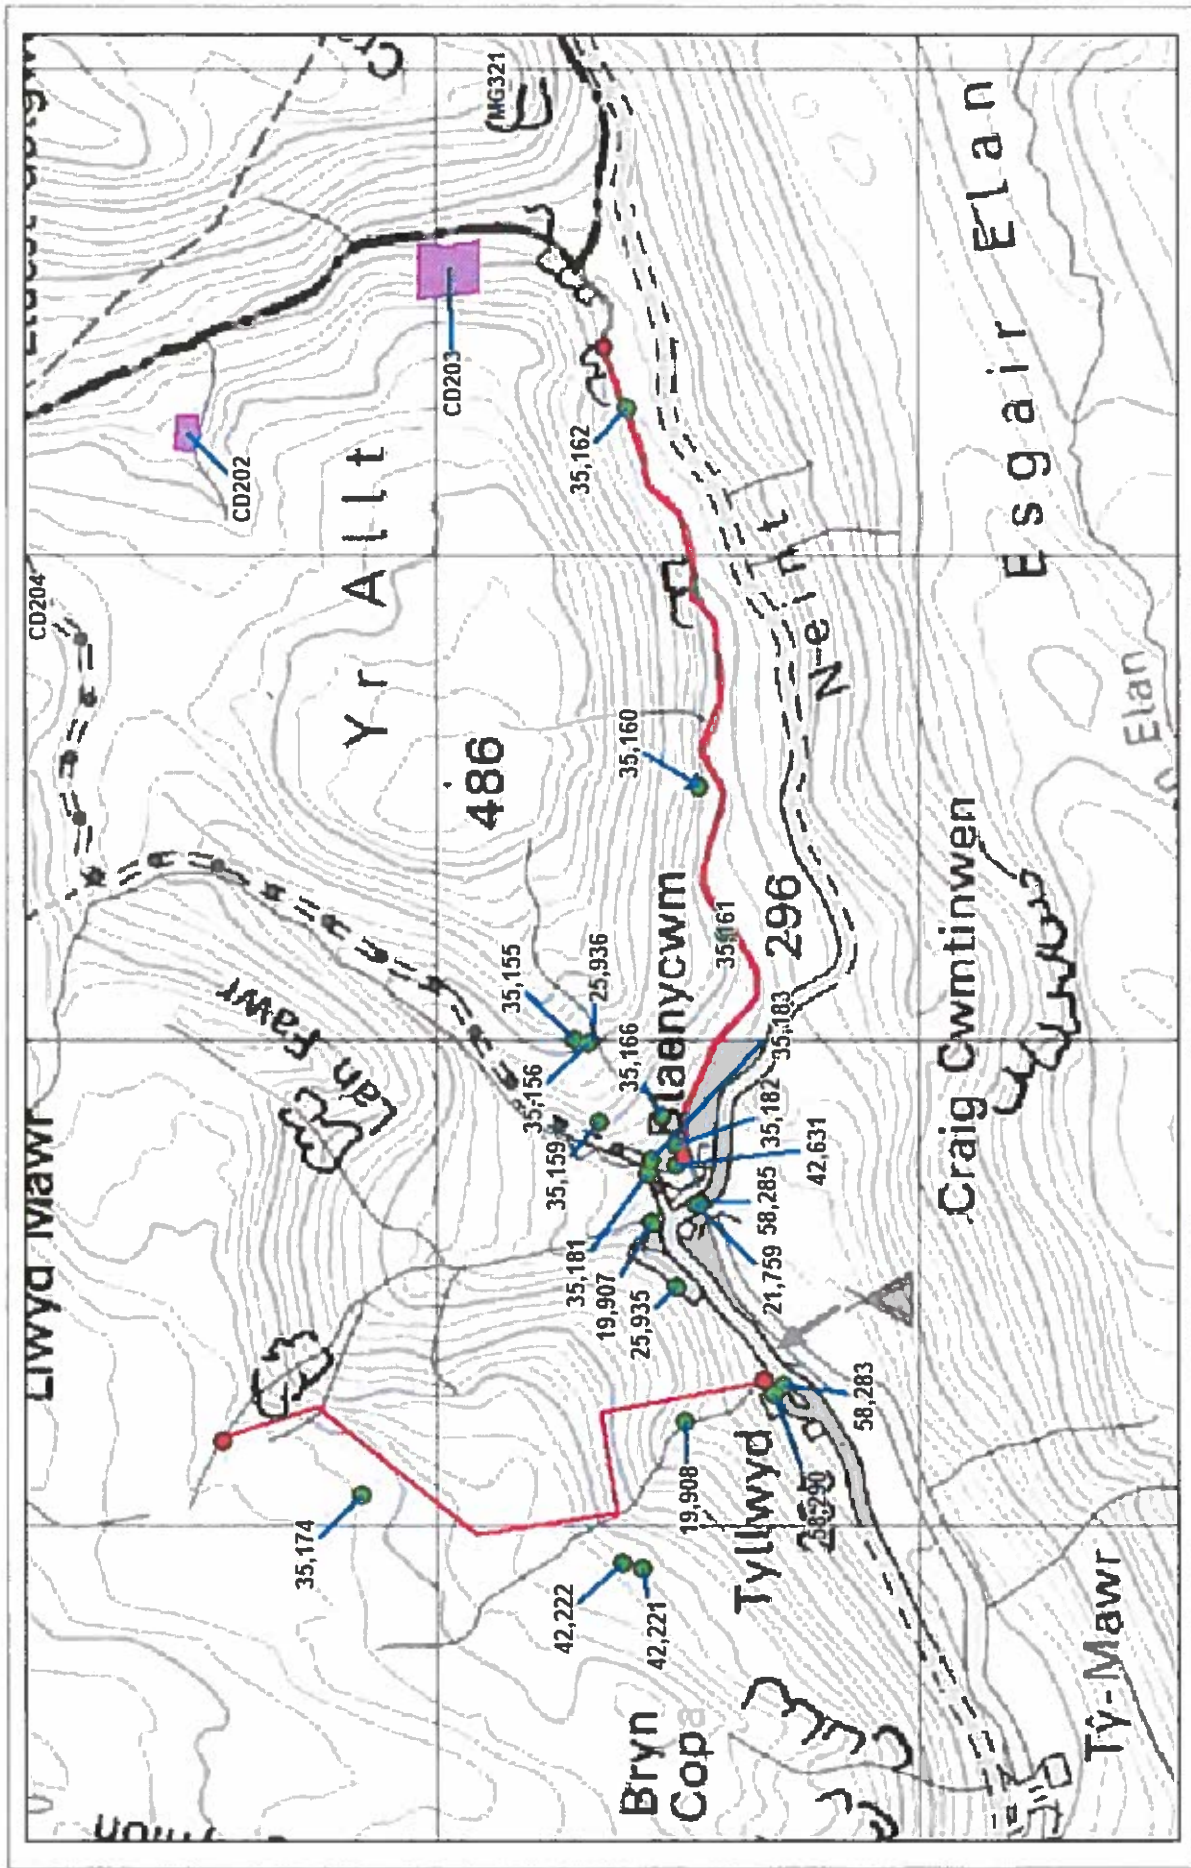 CD204
CD202
CD203
MG321
Yr Allt
486
Llwyd Mawr
Lan Fawr
35,174
35,155
25,936
35,156
35,166
35,159
35,160
35,162
35,161
35,183
35,182
42,631
35,181
19,907
25,935
58,285
21,759
296
Nant
42,222
42,221
19,908
58,283
58,290
Tyllwyd
Bryn
Copa
Craig Cwmtinwen
Esgair Elan
Elan
Tŷ-Mawr